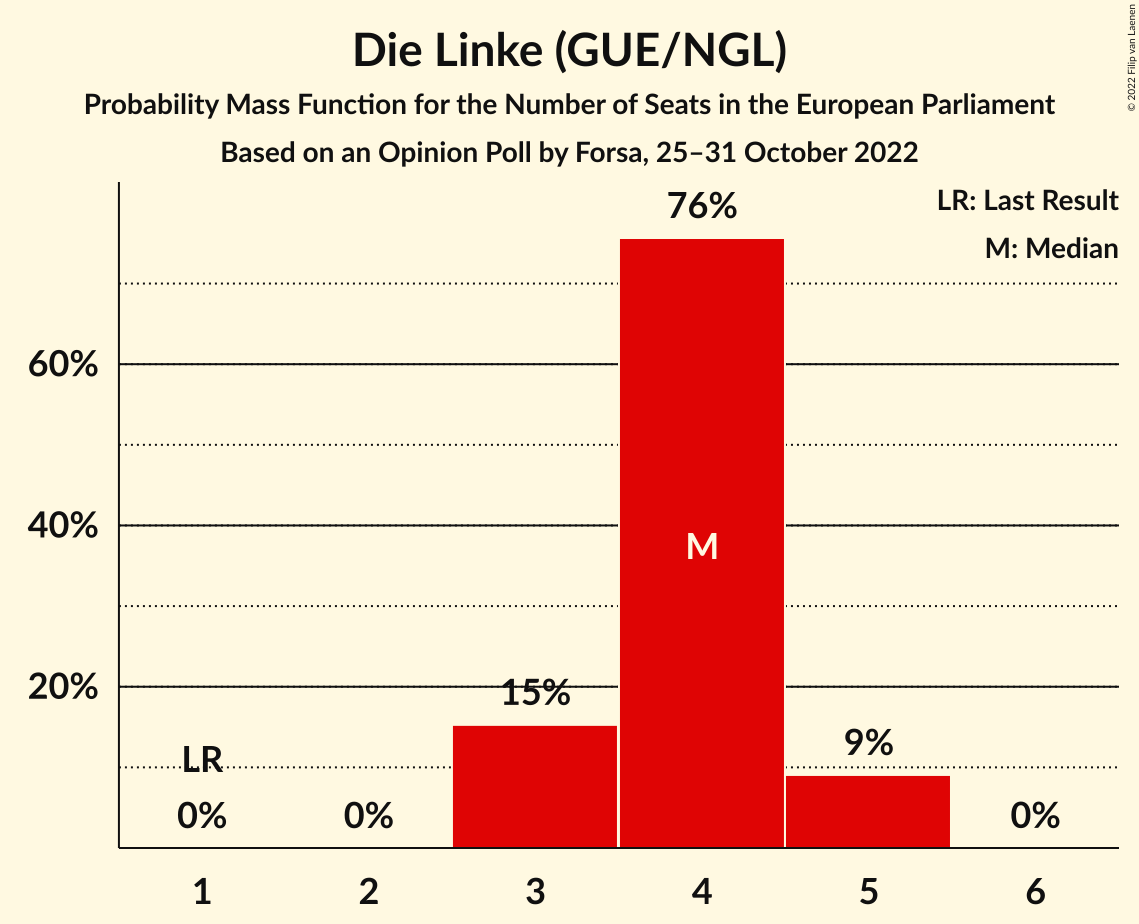 Die Linke (GUE/NGL)
Probability Mass Function for the Number of Seats in the European Parliament
Based on an Opinion Poll by Forsa, 25–31 October 2022
© 2022 Filip van Laenen
LR: Last Result
M: Median
76%
60%
40%
M
20%
15%
9%
LR
0%
0%
0%
1
2
3
4
5
6